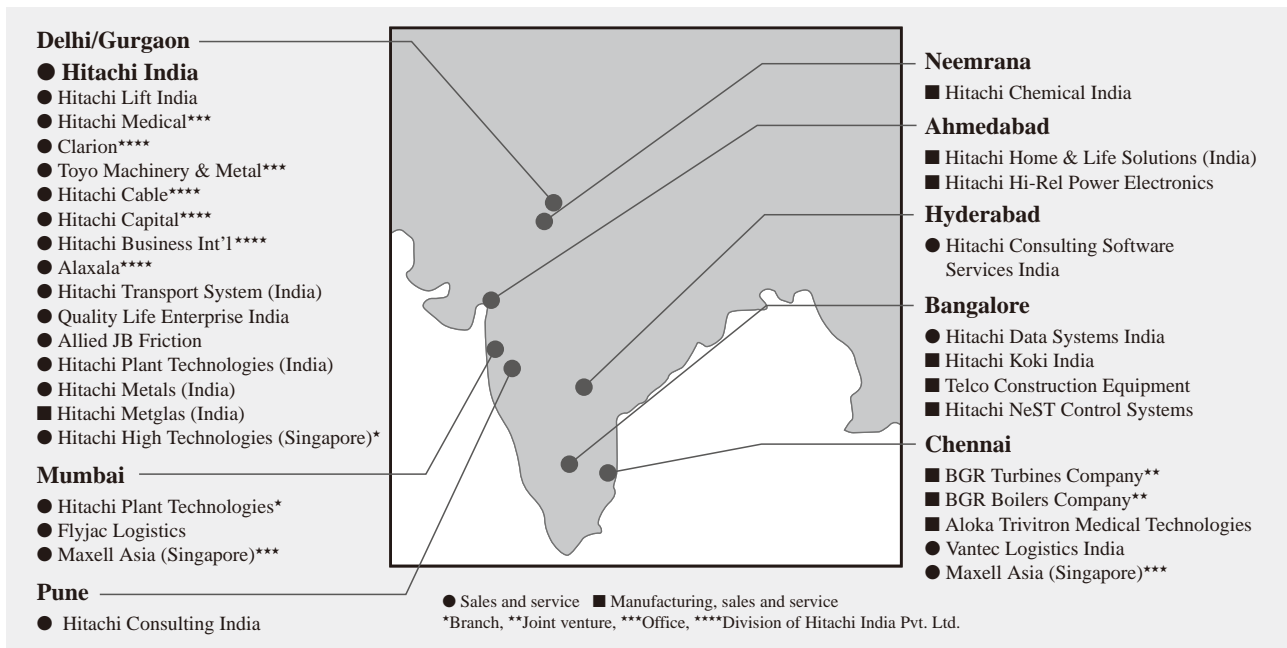 Delhi/Gurgaon
● Hitachi India
● Hitachi Lift India
● Hitachi Medical★★★
● Clarion★★★★
● Toyo Machinery & Metal★★★
● Hitachi Cable★★★★
● Hitachi Capital★★★★
● Hitachi Business Int’l★★★★
● Alaxala★★★★
● Hitachi Transport System (India)
● Quality Life Enterprise India
● Allied JB Friction
● Hitachi Plant Technologies (India)
● Hitachi Metals (India)
■ Hitachi Metglas (India)
● Hitachi High Technologies (Singapore)★
Mumbai
● Hitachi Plant Technologies★
● Flyjac Logistics
● Maxell Asia (Singapore)★★★
Pune
● Hitachi Consulting India
Neemrana
■ Hitachi Chemical India
Ahmedabad
■ Hitachi Home & Life Solutions (India)
■ Hitachi Hi-Rel Power Electronics
Hyderabad
● Hitachi Consulting Software
Services India
Bangalore
● Hitachi Data Systems India
■ Hitachi Koki India
■ Telco Construction Equipment
■ Hitachi NeST Control Systems
Chennai
■ BGR Turbines Company★★
■ BGR Boilers Company★★
■ Aloka Trivitron Medical Technologies
● Vantec Logistics India
● Maxell Asia (Singapore)★★★
● Sales and service ■ Manufacturing, sales and service
★Branch, ★★Joint venture, ★★★Office, ★★★★Division of Hitachi India Pvt. Ltd.